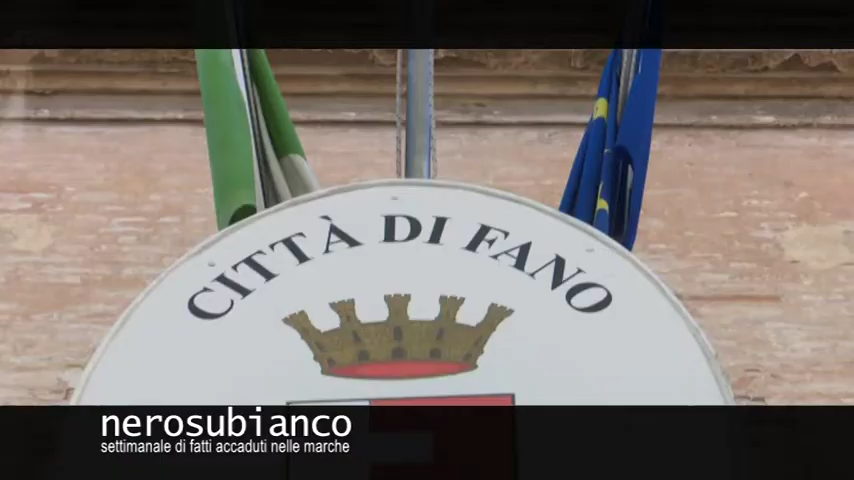 CITTÀ DI FANO
nerosubianco
settimanale di fatti accaduti nelle marche